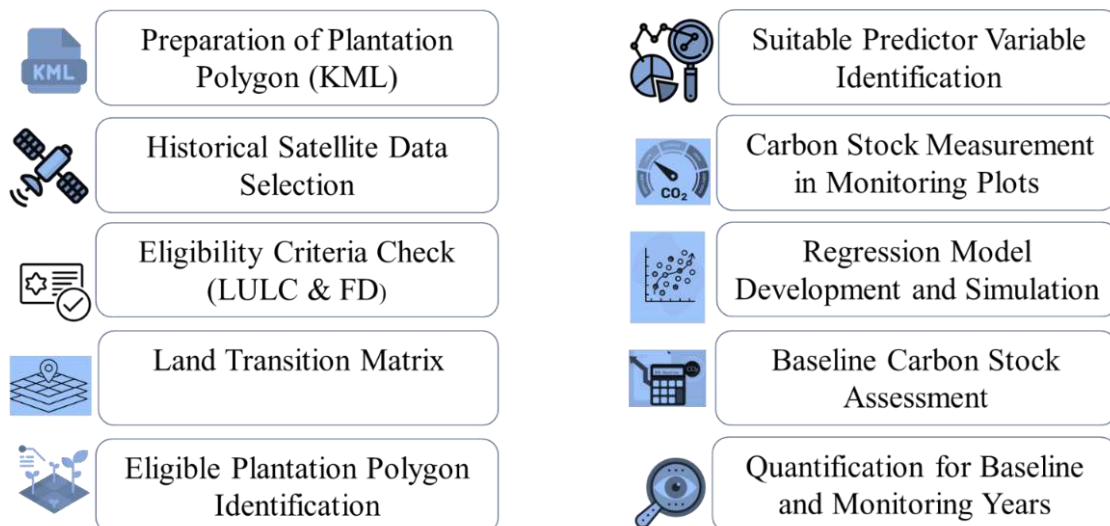 KML
Preparation of Plantation
Polygon (KML)
Historical Satellite Data
Selection
Eligibility Criteria Check
(LULC & FD)
Land Transition Matrix
Eligible Plantation Polygon
Identification
Suitable Predictor Variable
Identification
CO2
Carbon Stock Measurement
in Monitoring Plots
Regression Model
Development and Simulation
Baseline Carbon Stock
Assessment
Quantification for Baseline
and Monitoring Years